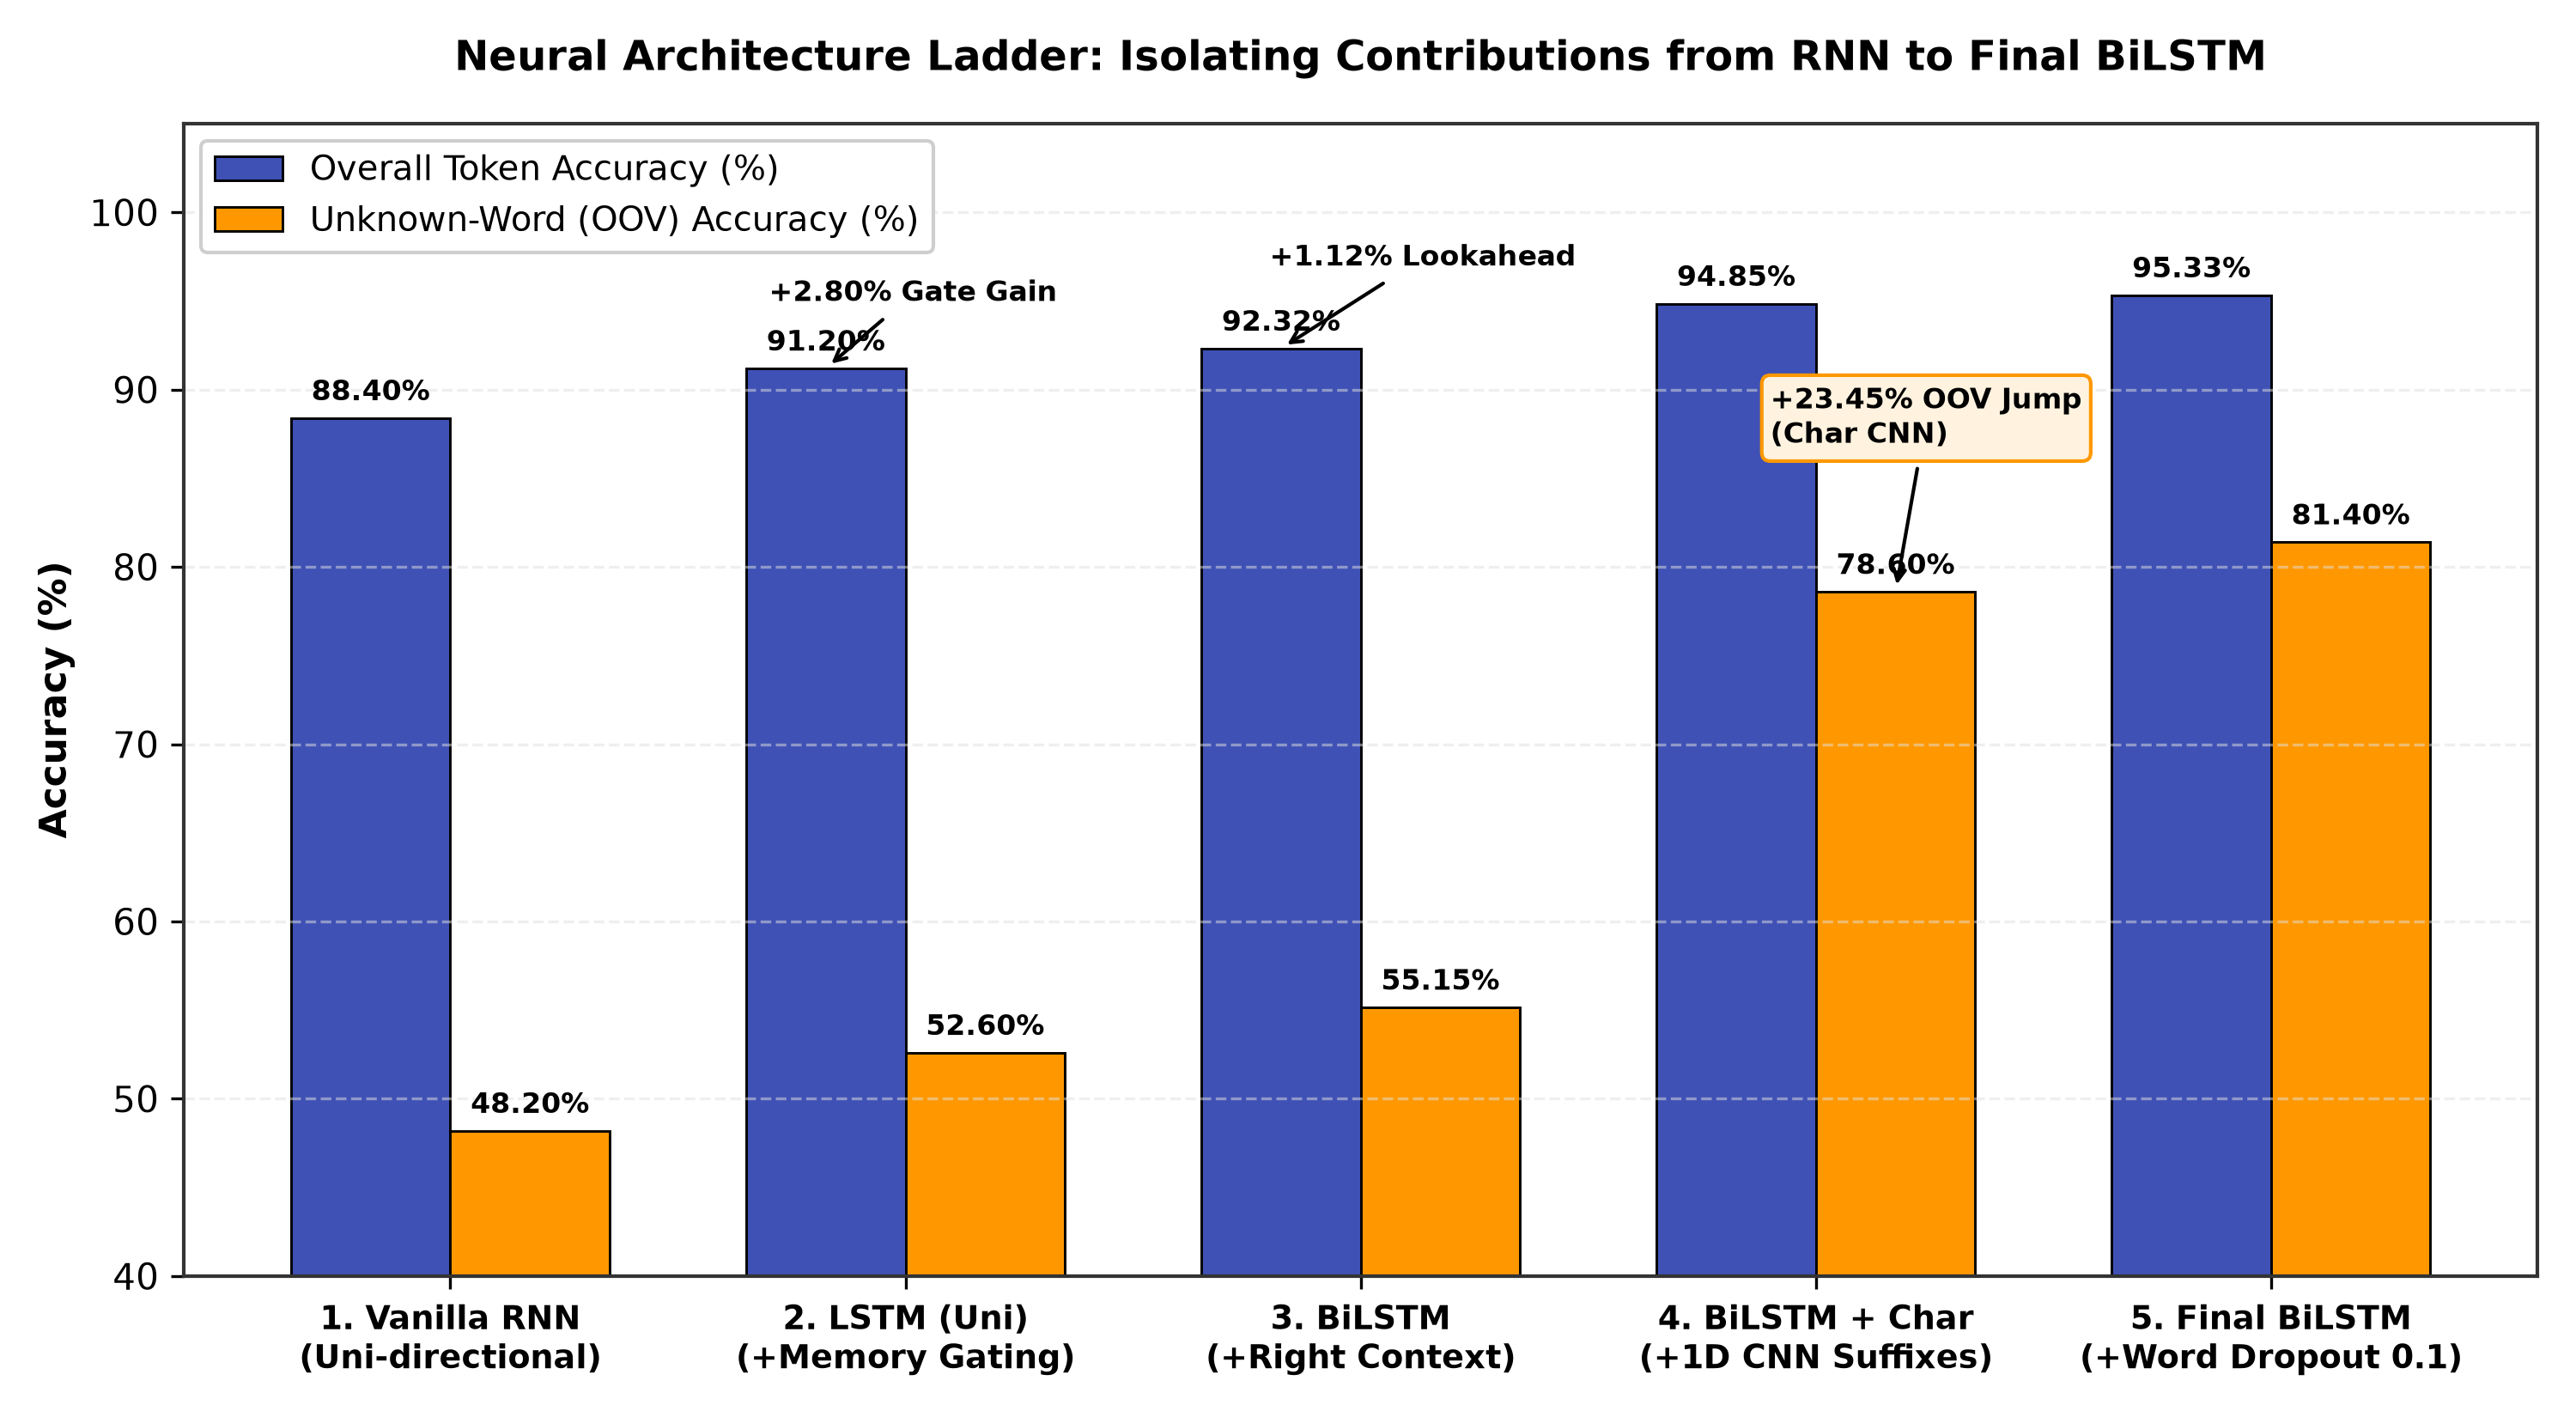 Neural Architecture Ladder: Isolating Contributions from RNN to Final BiLSTM
Overall Token Accuracy (%)
Unknown-Word (OOV) Accuracy (%)
Accuracy (%)
100
90
80
70
60
50
40
88.40%
48.20%
+2.80% Gate Gain
91.20%
52.60%
+1.12% Lookahead
92.32%
55.15%
94.85%
+23.45% OOV Jump
(Char CNN)
78.60%
95.33%
81.40%
1. Vanilla RNN
(Uni-directional)
2. LSTM (Uni)
(+Memory Gating)
3. BiLSTM
(+Right Context)
4. BiLSTM + Char
(+1D CNN Suffixes)
5. Final BiLSTM
(+Word Dropout 0.1)